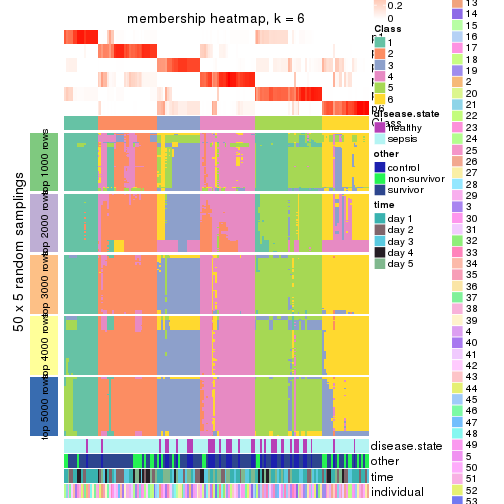 membership heatmap, k = 6
50 x 5 random samplings
top 1000 rows
top 2000 rows
top 3000 rows
top 4000 rows
top 5000 rows
disease.state
other
time
individual
0.2
0
Class
1
2
3
4
5
6
disease.state
healthy
sepsis
other
control
non-survivor
survivor
time
day 1
day 2
day 3
day 4
day 5
13
14
15
16
17
18
19
2
20
21
22
23
24
25
26
27
28
29
3
30
31
32
33
34
35
36
37
38
39
4
40
41
42
43
44
45
46
47
48
49
5
50
51
52
53